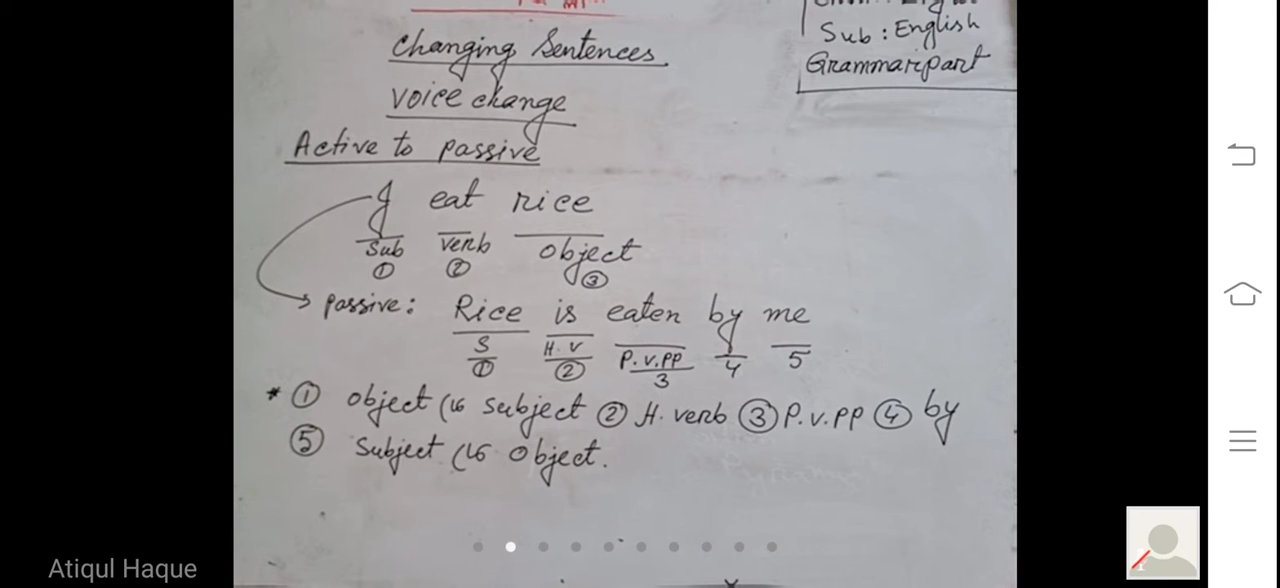 Sub : English
Grammar part
Changing Sentences
Voice change
Active to passive
I eat rice
Sub verb object
① ② ③
passive: Rice is eaten by me
S H.V P.v.pp 4 5
① ② 3
* ① object কে subject ② H. verb ③ P.v.pp ④ by
⑤ Subject কে Object.
Atiqul Haque